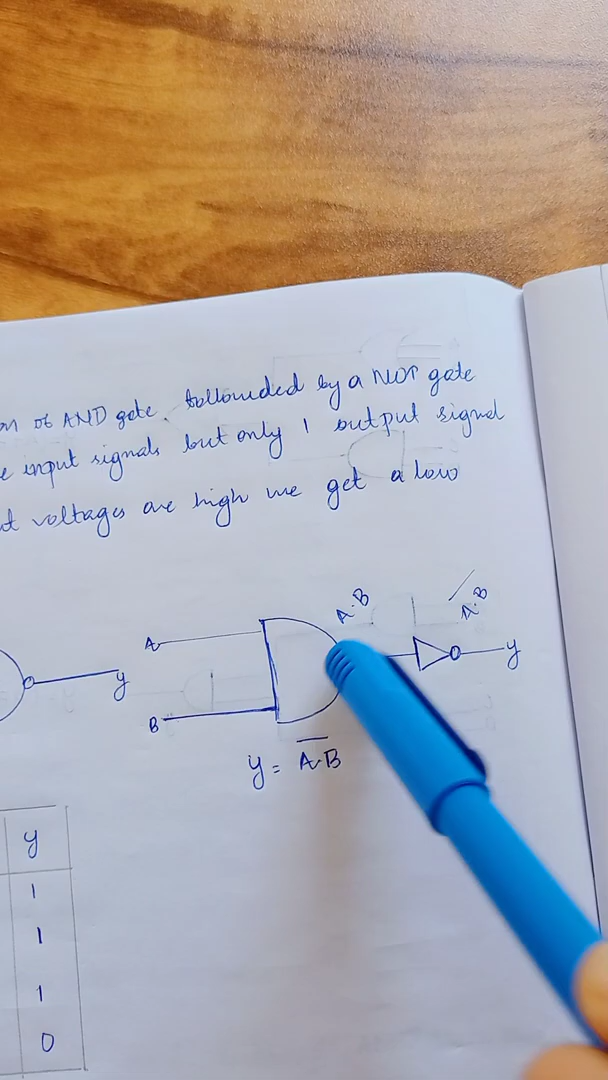 of AND gate followed by a NOT gate
input signals but only 1 output signal
voltages are high we get a low
A.B
A.B
A
y
y
B
y = A.B
y
1
1
1
0